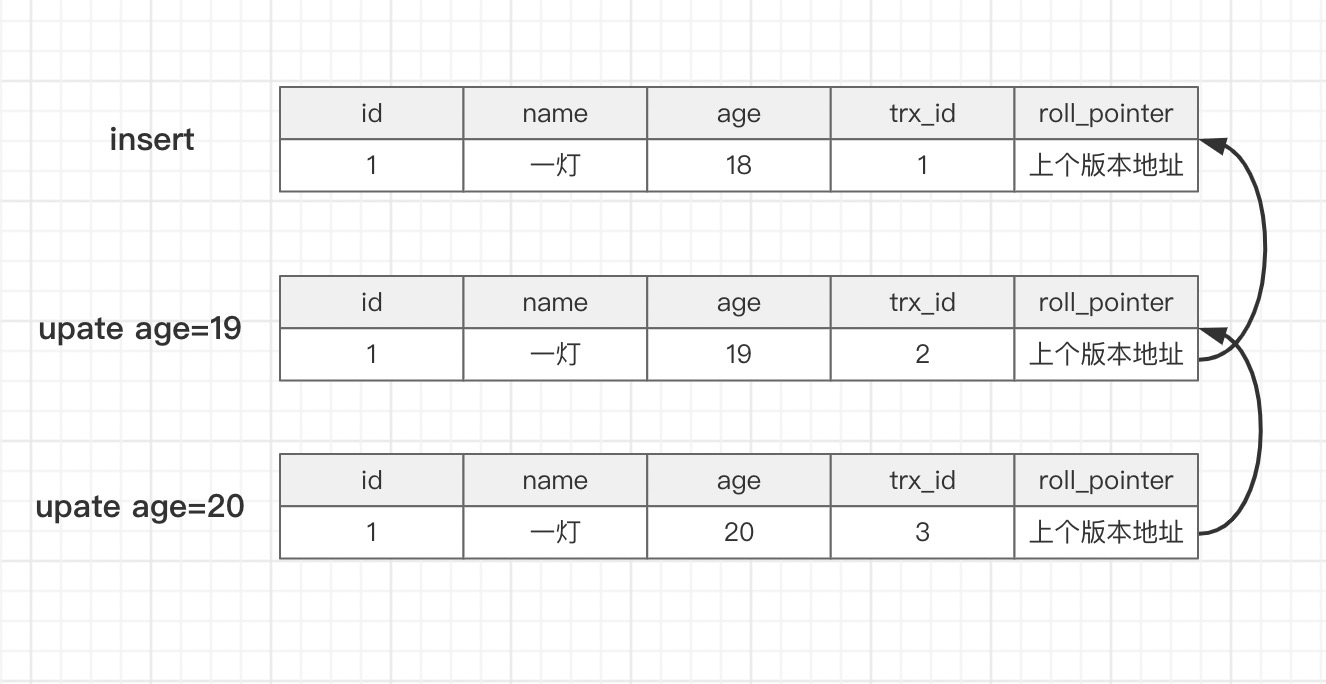 insert
id name age trx_id roll_pointer
1 一灯 18 1 上个版本地址
upate age=19
id name age trx_id roll_pointer
1 一灯 19 2 上个版本地址
upate age=20
id name age trx_id roll_pointer
1 一灯 20 3 上个版本地址